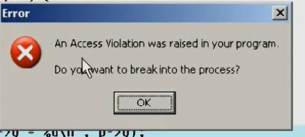 Error
An Access Violation was raised in your program.
Do you want to break into the process?
OK